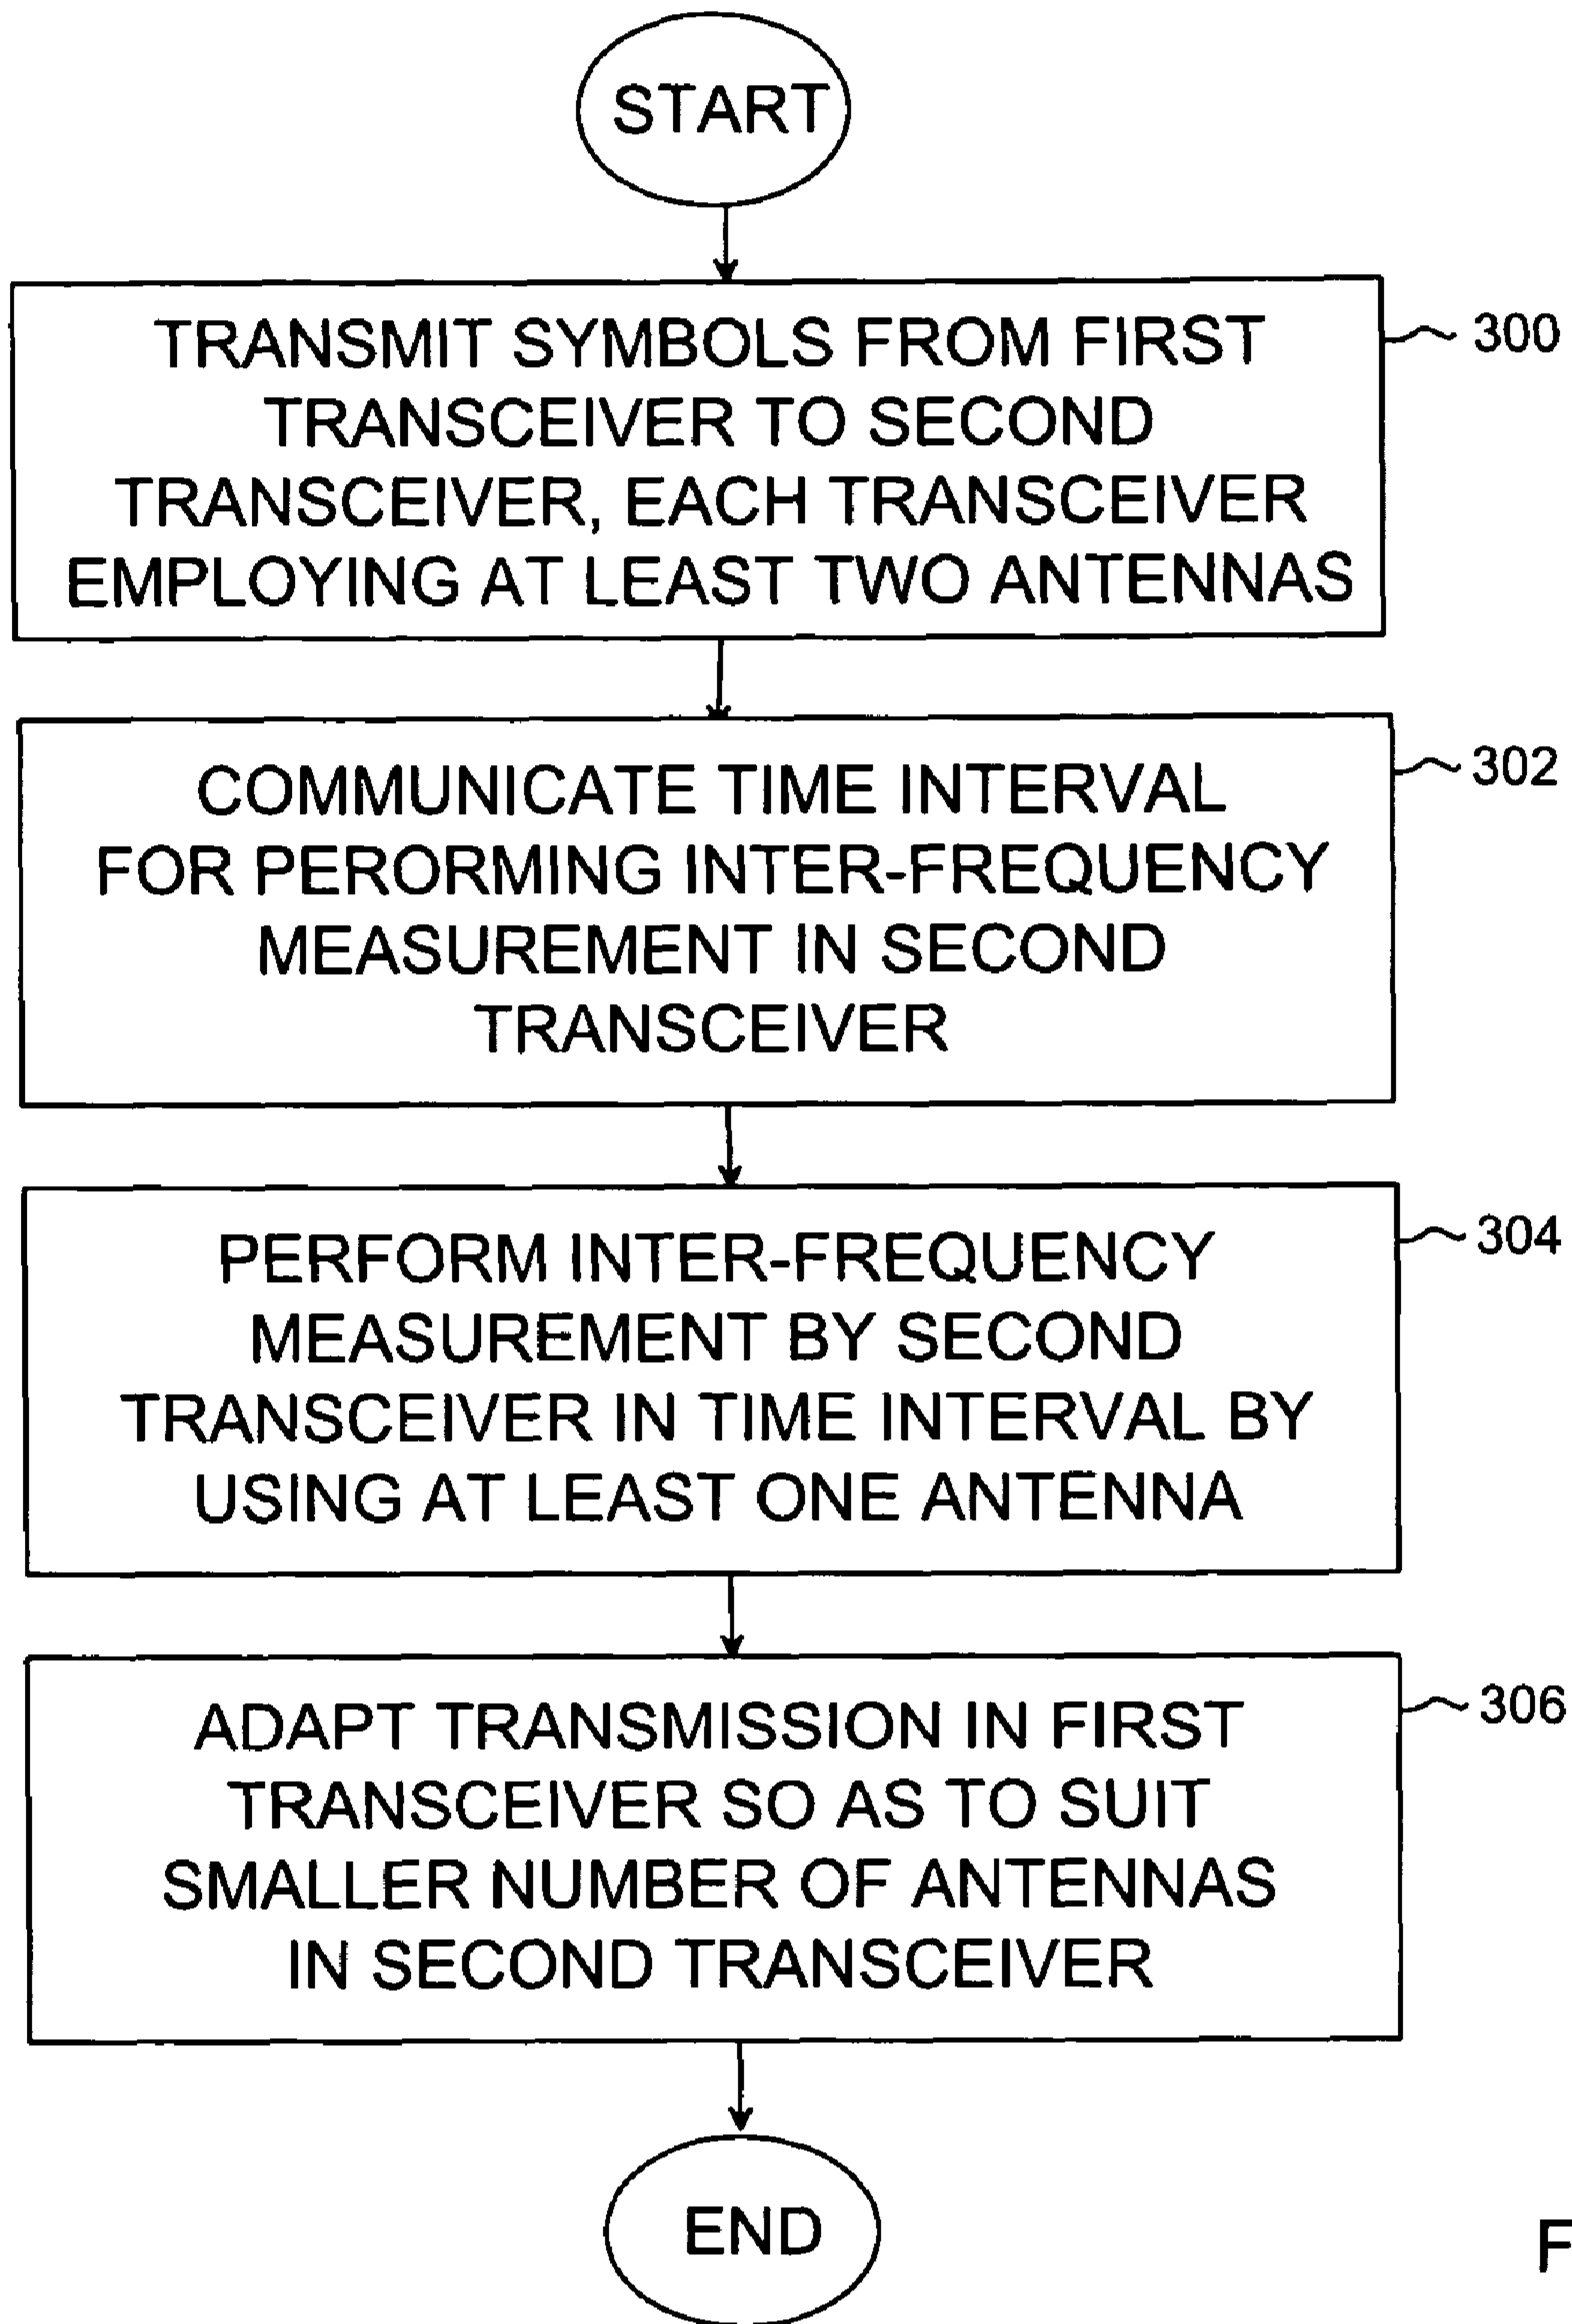 START
TRANSMIT SYMBOLS FROM FIRST
TRANSCEIVER TO SECOND
TRANSCEIVER, EACH TRANSCEIVER
EMPLOYING AT LEAST TWO ANTENNAS
300
COMMUNICATE TIME INTERVAL
FOR PERORMING INTER-FREQUENCY
MEASUREMENT IN SECOND
TRANSCEIVER
302
PERFORM INTER-FREQUENCY
MEASUREMENT BY SECOND
TRANSCEIVER IN TIME INTERVAL BY
USING AT LEAST ONE ANTENNA
304
ADAPT TRANSMISSION IN FIRST
TRANSCEIVER SO AS TO SUIT
SMALLER NUMBER OF ANTENNAS
IN SECOND TRANSCEIVER
306
END
F